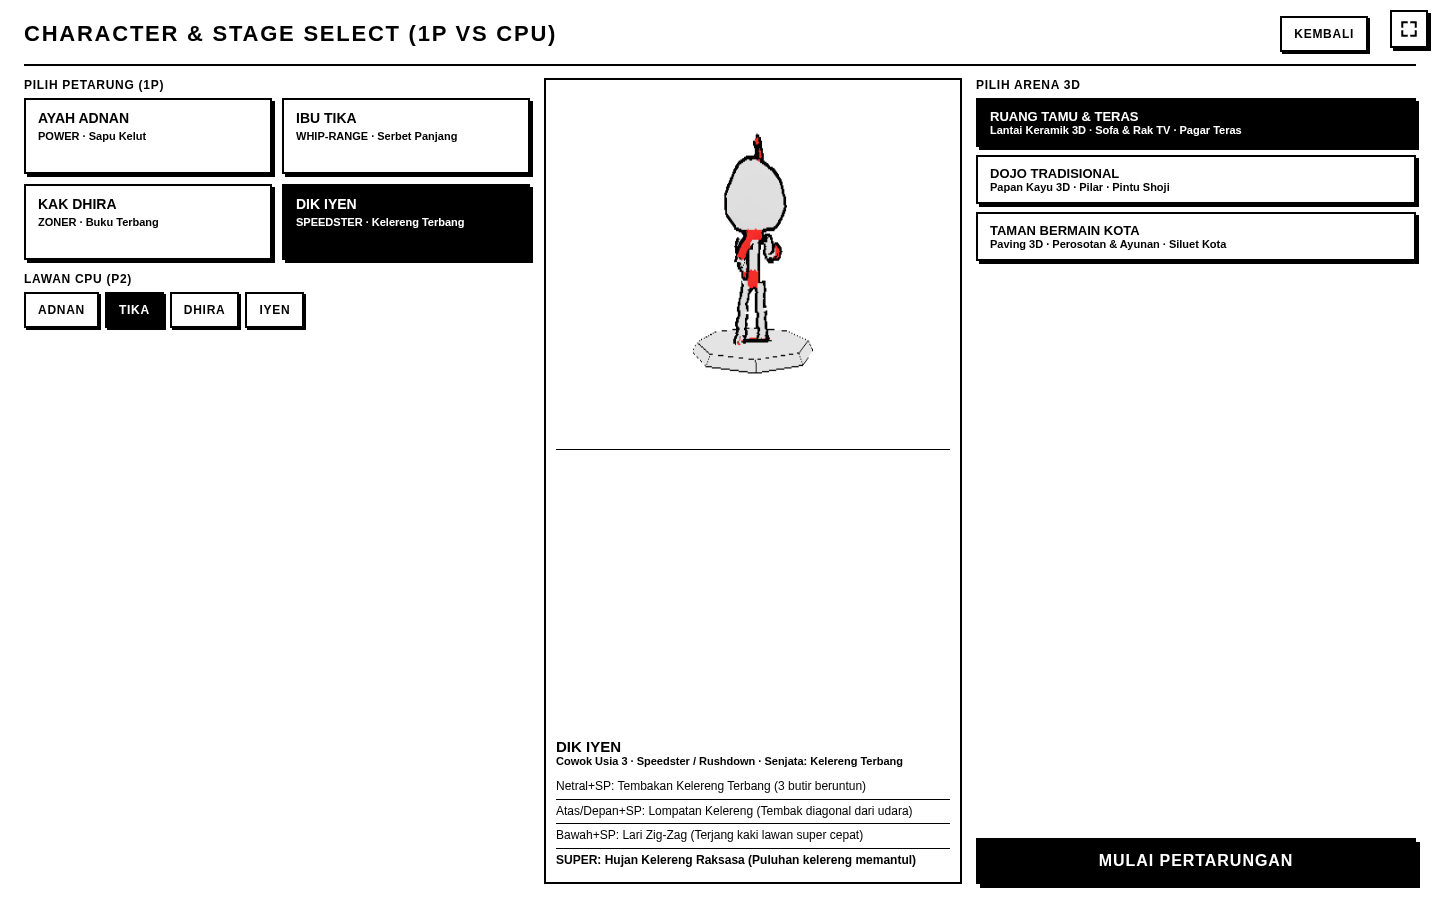 CHARACTER & STAGE SELECT (1P VS CPU)
KEMBALI
PILIH PETARUNG (1P)
AYAH ADNAN
POWER · Sapu Kelut
IBU TIKA
WHIP-RANGE · Serbet Panjang
KAK DHIRA
ZONER · Buku Terbang
DIK IYEN
SPEEDSTER · Kelereng Terbang
LAWAN CPU (P2)
ADNAN
TIKA
DHIRA
IYEN
DIK IYEN
Cowok Usia 3 · Speedster / Rushdown · Senjata: Kelereng Terbang
Netral+SP: Tembakan Kelereng Terbang (3 butir beruntun)
Atas/Depan+SP: Lompatan Kelereng (Tembak diagonal dari udara)
Bawah+SP: Lari Zig-Zag (Terjang kaki lawan super cepat)
SUPER: Hujan Kelereng Raksasa (Puluhan kelereng memantul)
PILIH ARENA 3D
RUANG TAMU & TERAS
Lantai Keramik 3D · Sofa & Rak TV · Pagar Teras
DOJO TRADISIONAL
Papan Kayu 3D · Pilar · Pintu Shoji
TAMAN BERMAIN KOTA
Paving 3D · Perosotan & Ayunan · Siluet Kota
MULAI PERTARUNGAN